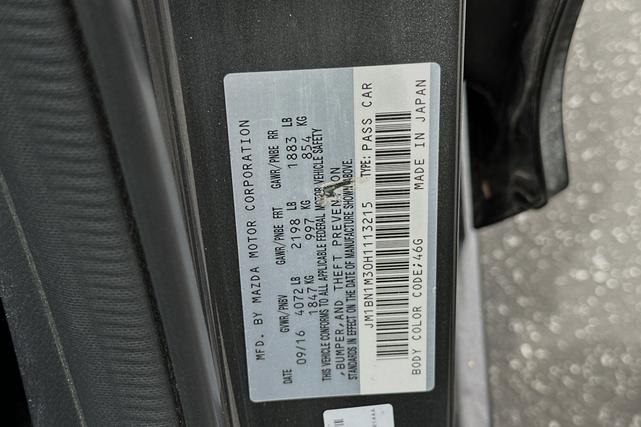 MFD. BY MAZDA MOTOR CORPORATION
DATE GVWR/PNBV GAWR/PNBE FRT GAWR/PNBE RR
09/16 4072 LB 2198 LB 1883 LB
1847 KG 997 KG 854 KG
THIS VEHICLE CONFORMS TO ALL APPLICABLE FEDERAL MOTOR VEHICLE SAFETY
,BUMPER,AND THEFT PREVENTION
STANDARDS IN EFFECT ON THE DATE OF MANUFACTURE SHOWN ABOVE.
JM1BN1M30H1113215 TYPE: PASS CAR
BODY COLOR CODE:46G MADE IN JAPAN